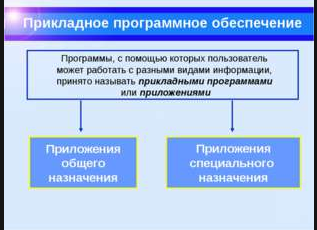 Прикладное программное обеспечение
Программы, с помощью которых пользователь
может работать с разными видами информации,
принято называть прикладными программами
или приложениями
Приложения
общего
назначения
Приложения
специального
назначения